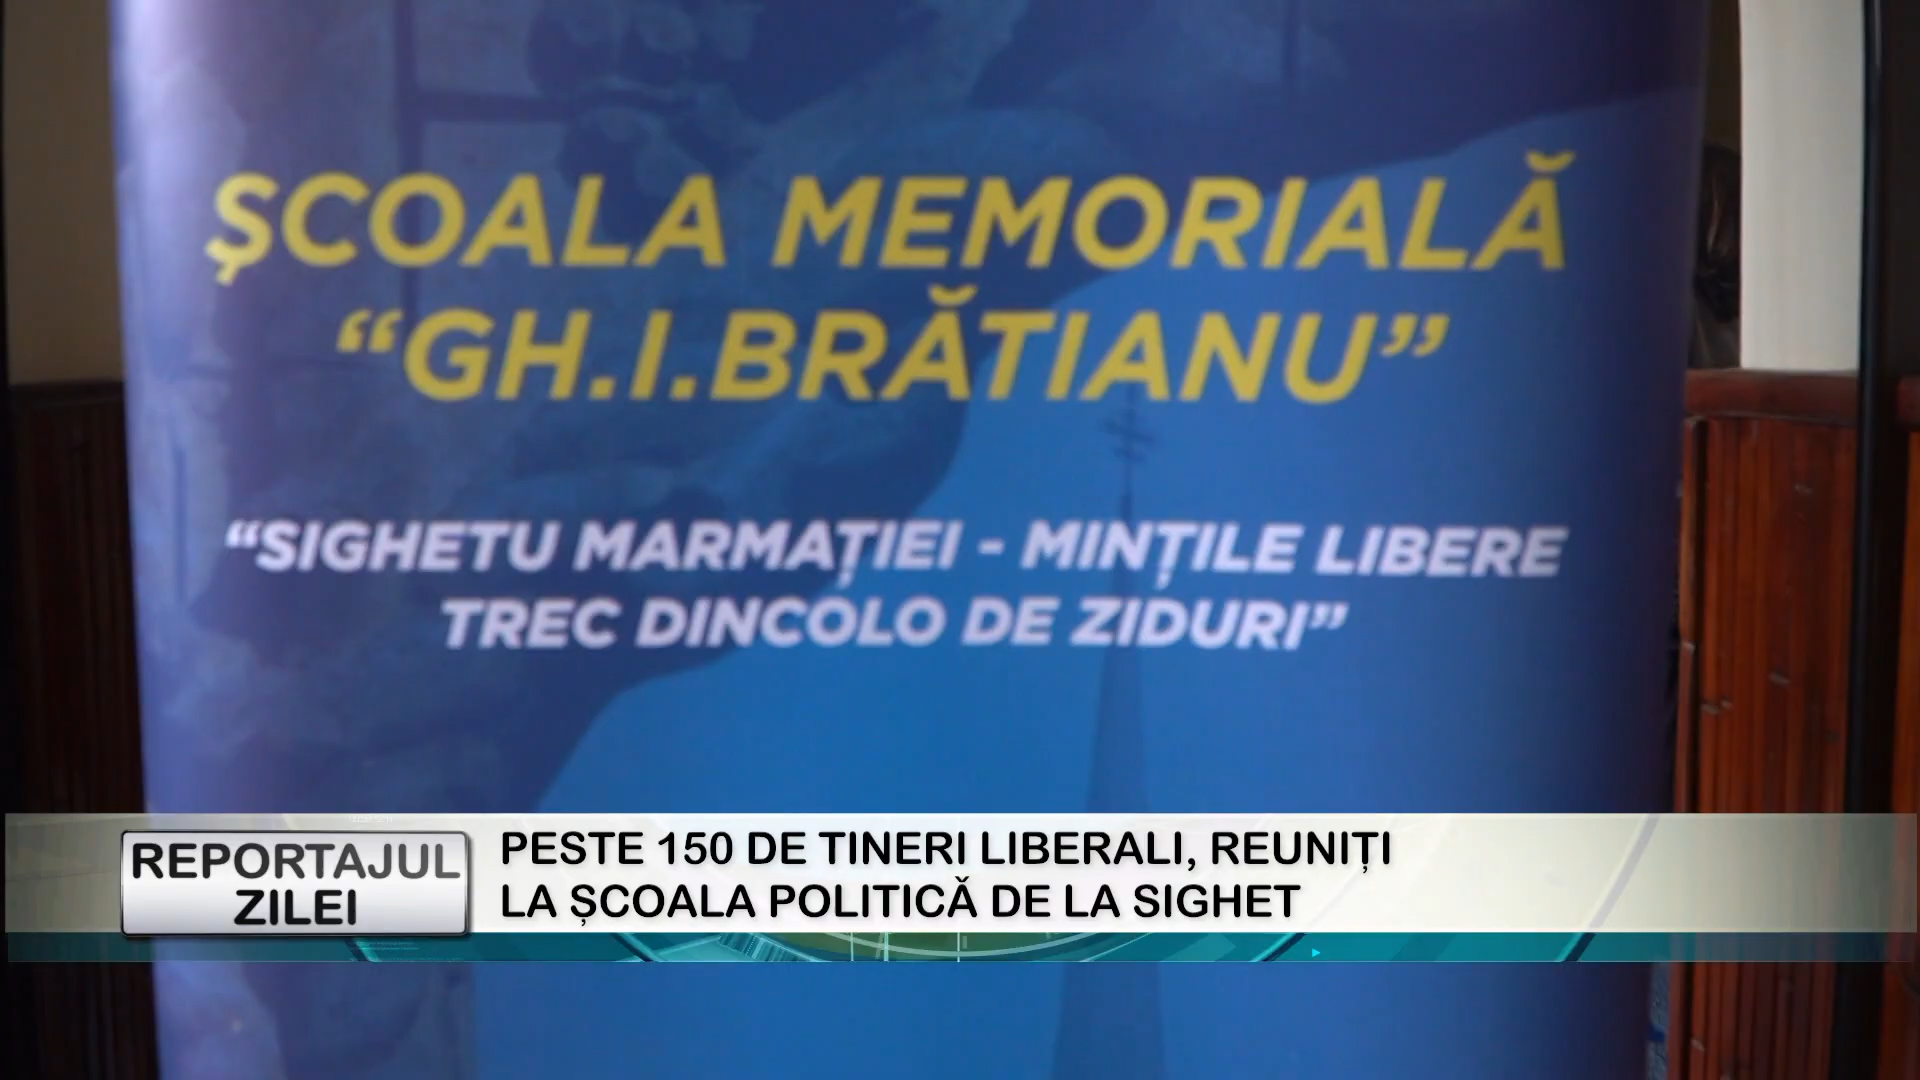 ȘCOALA MEMORIALĂ
“GH.I.BRĂTIANU”
“SIGHETU MARMAȚIEI - MINȚILE LIBERE
TREC DINCOLO DE ZIDURI”
REPORTAJUL
ZILEI
PESTE 150 DE TINERI LIBERALI, REUNIȚI
LA ȘCOALA POLITICĂ DE LA SIGHET